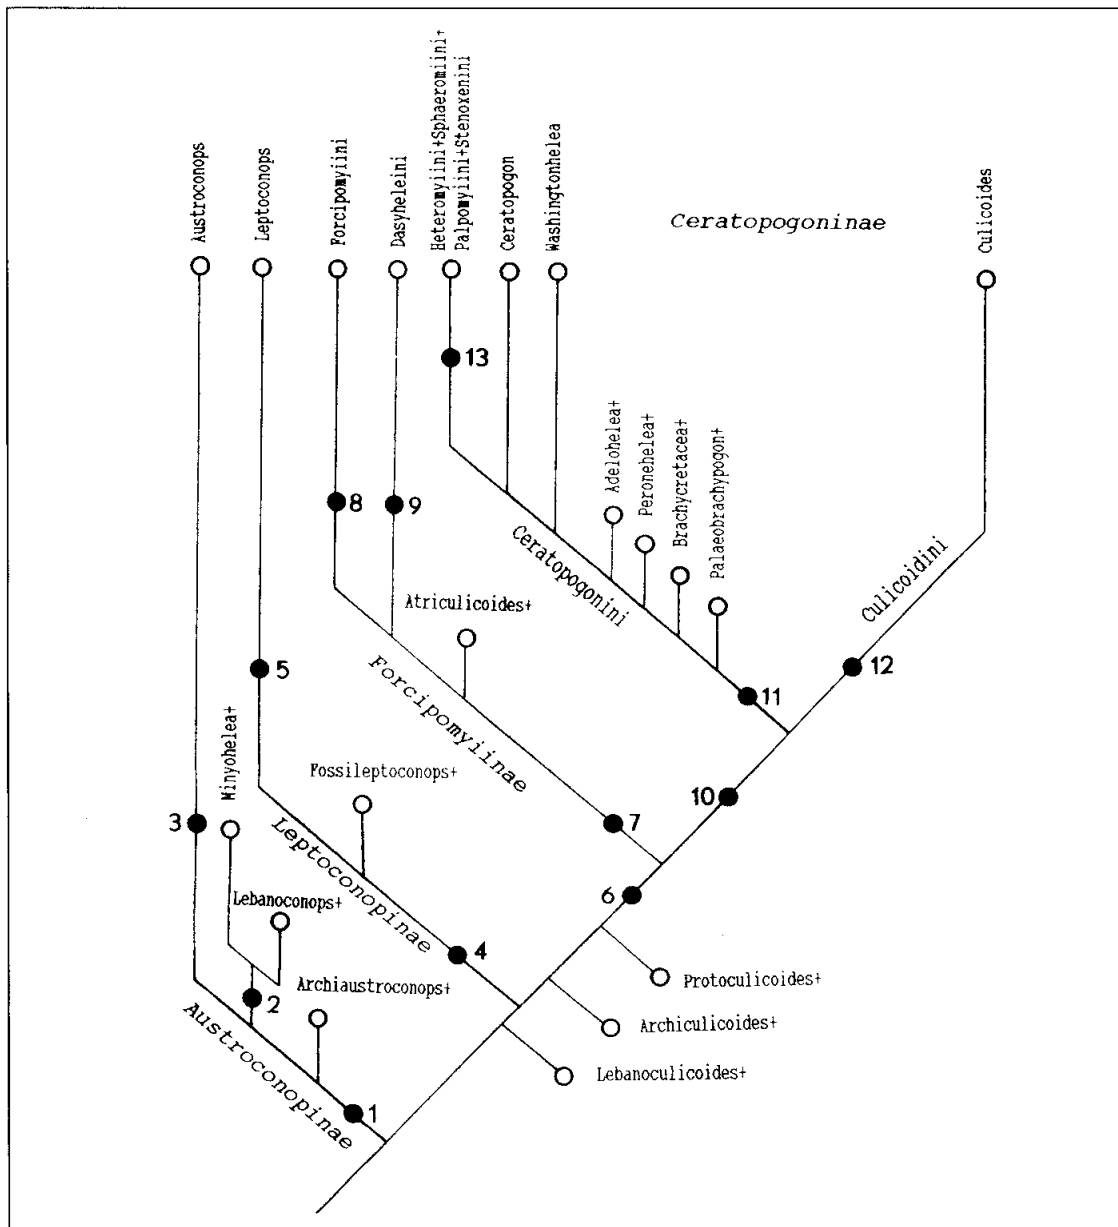 Austroconops
Leptoconops
Forcipomyiini
Dasyheleini
Heteromyiini+Sphaeromiini+
Palpomyiini+Stenoxenini
Ceratopogon
Washingtonhelea
Ceratopogoninae
Culicoides
13
Adelohelea+
Peronehelea+
Brachycretacea+
Palaeobrachypogon+
8
9
Ceratopogonini
Culicoidini
Atriculicoides+
5
12
Forcipomyiinae
11
Minyohelea+
Fossileptoconops+
10
3
7
Leptoconopinae
6
Lebanoconops+
4
Protoculicoides+
Archiaustroconops+
2
Archiculicoides+
Austroconopinae
Lebanoculicoides+
1